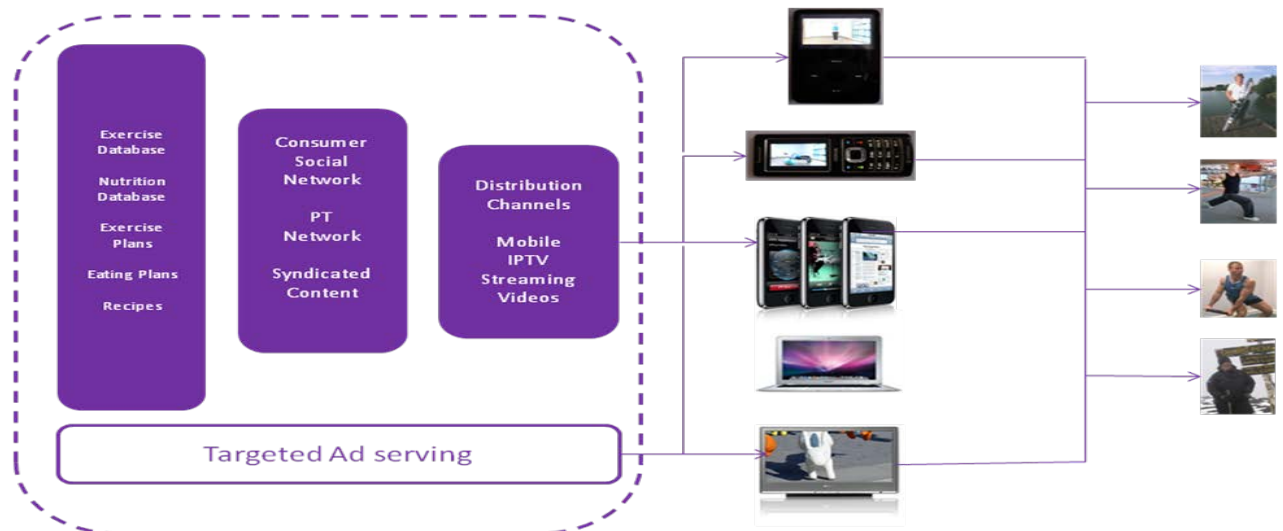 Exercise
Database
Nutrition
Database
Exercise
Plans
Eating Plans
Recipes
Consumer
Social
Network
PT
Network
Syndicated
Content
Distribution
Channels
Mobile
IPTV
Streaming
Videos
Targeted Ad serving